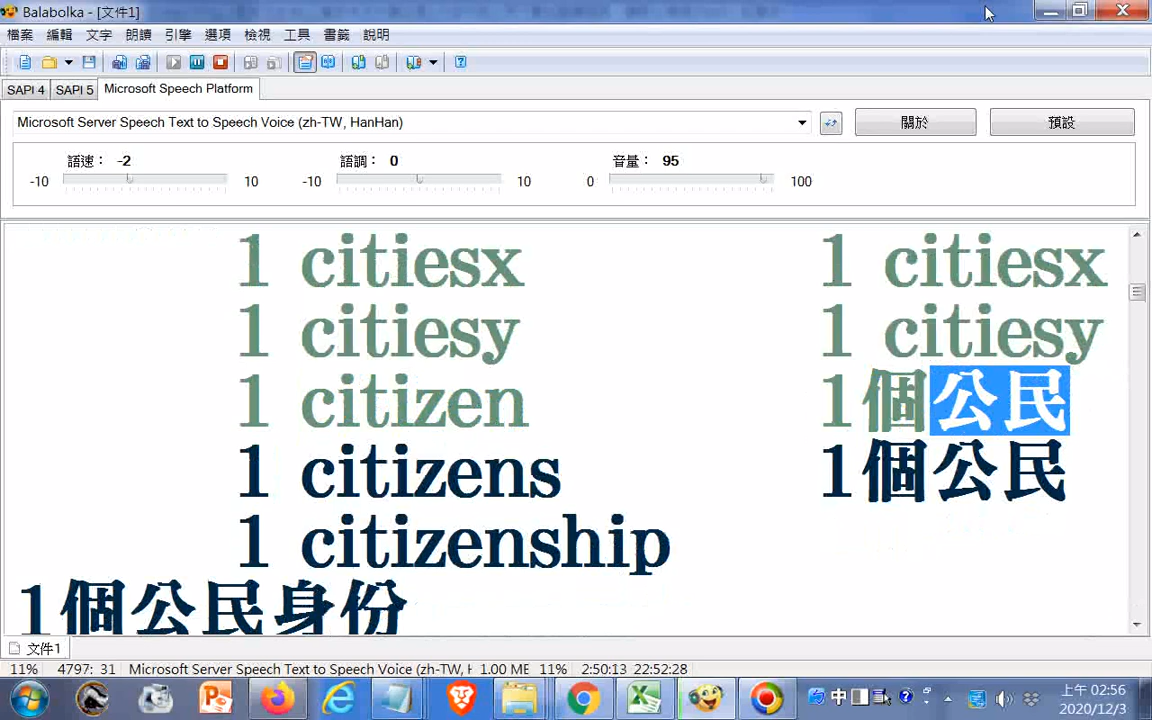 Balabolka - [文件1]
檔案 編輯 文字 朗讀 引擎 選項 檢視 工具 書籤 說明
SAPI 4 SAPI 5 Microsoft Speech Platform
Microsoft Server Speech Text to Speech Voice (zh-TW, HanHan) 關於 預設
語速： -2 語調： 0 音量： 95
-10 10 -10 10 0 100
1 citiesx 1 citiesx
1 citiesy 1 citiesy
1 citizen 1個公民
1 citizens 1個公民
1 citizenship
1個公民身份
文件1
11% 4797: 31 Microsoft Server Speech Text to Speech Voice (zh-TW, 1.00 ME 11% 2:50:13 22:52:28
中 上午 02:56
2020/12/3